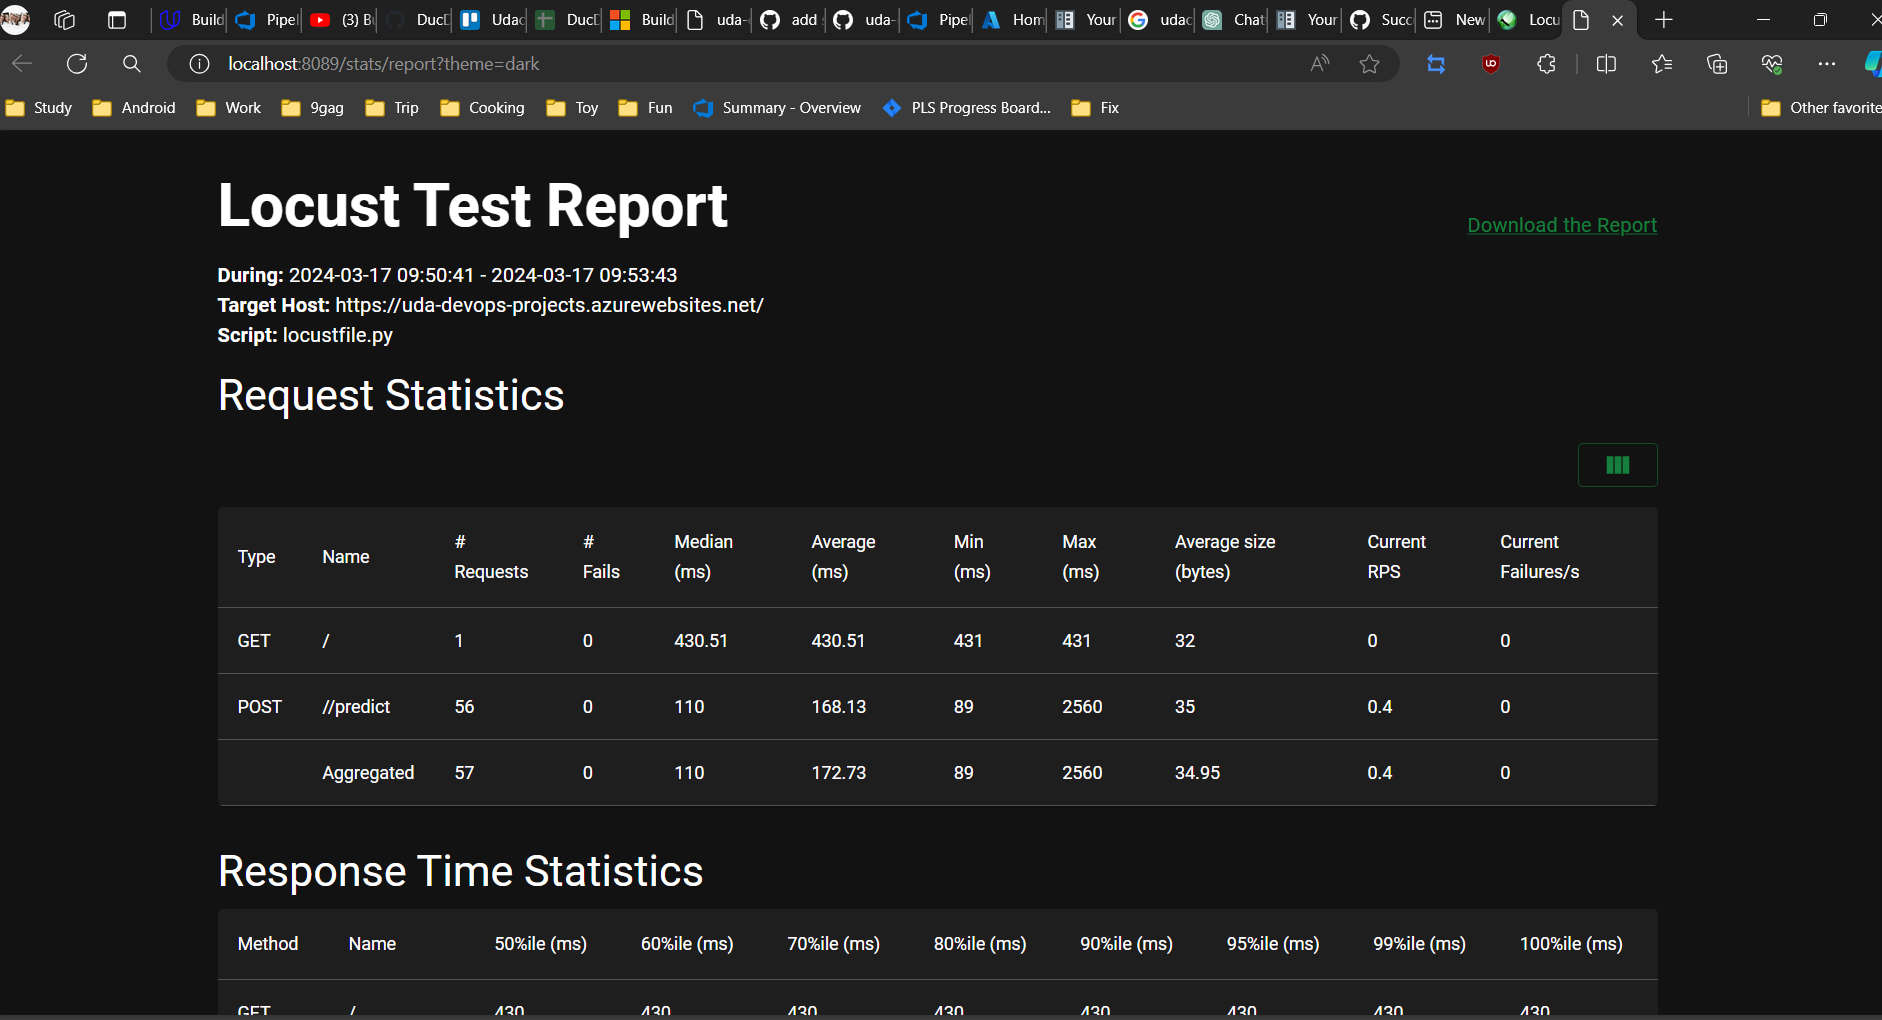 Build Pipel (3) Bu DucD Udac DucD Build uda- add uda- Pipel Hom Your udac Chat Your Succ New Locu
localhost:8089/stats/report?theme=dark
Study Android Work 9gag Trip Cooking Toy Fun Summary - Overview PLS Progress Board... Fix Other favorite
Locust Test Report
Download the Report
During: 2024-03-17 09:50:41 - 2024-03-17 09:53:43
Target Host: https://uda-devops-projects.azurewebsites.net/
Script: locustfile.py
Request Statistics
Type Name # Requests # Fails Median (ms) Average (ms) Min (ms) Max (ms) Average size (bytes) Current RPS Current Failures/s
GET / 1 0 430.51 430.51 431 431 32 0 0
POST //predict 56 0 110 168.13 89 2560 35 0.4 0
Aggregated 57 0 110 172.73 89 2560 34.95 0.4 0
Response Time Statistics
Method Name 50%ile (ms) 60%ile (ms) 70%ile (ms) 80%ile (ms) 90%ile (ms) 95%ile (ms) 99%ile (ms) 100%ile (ms)
GET / 430 430 430 430 430 430 430 430